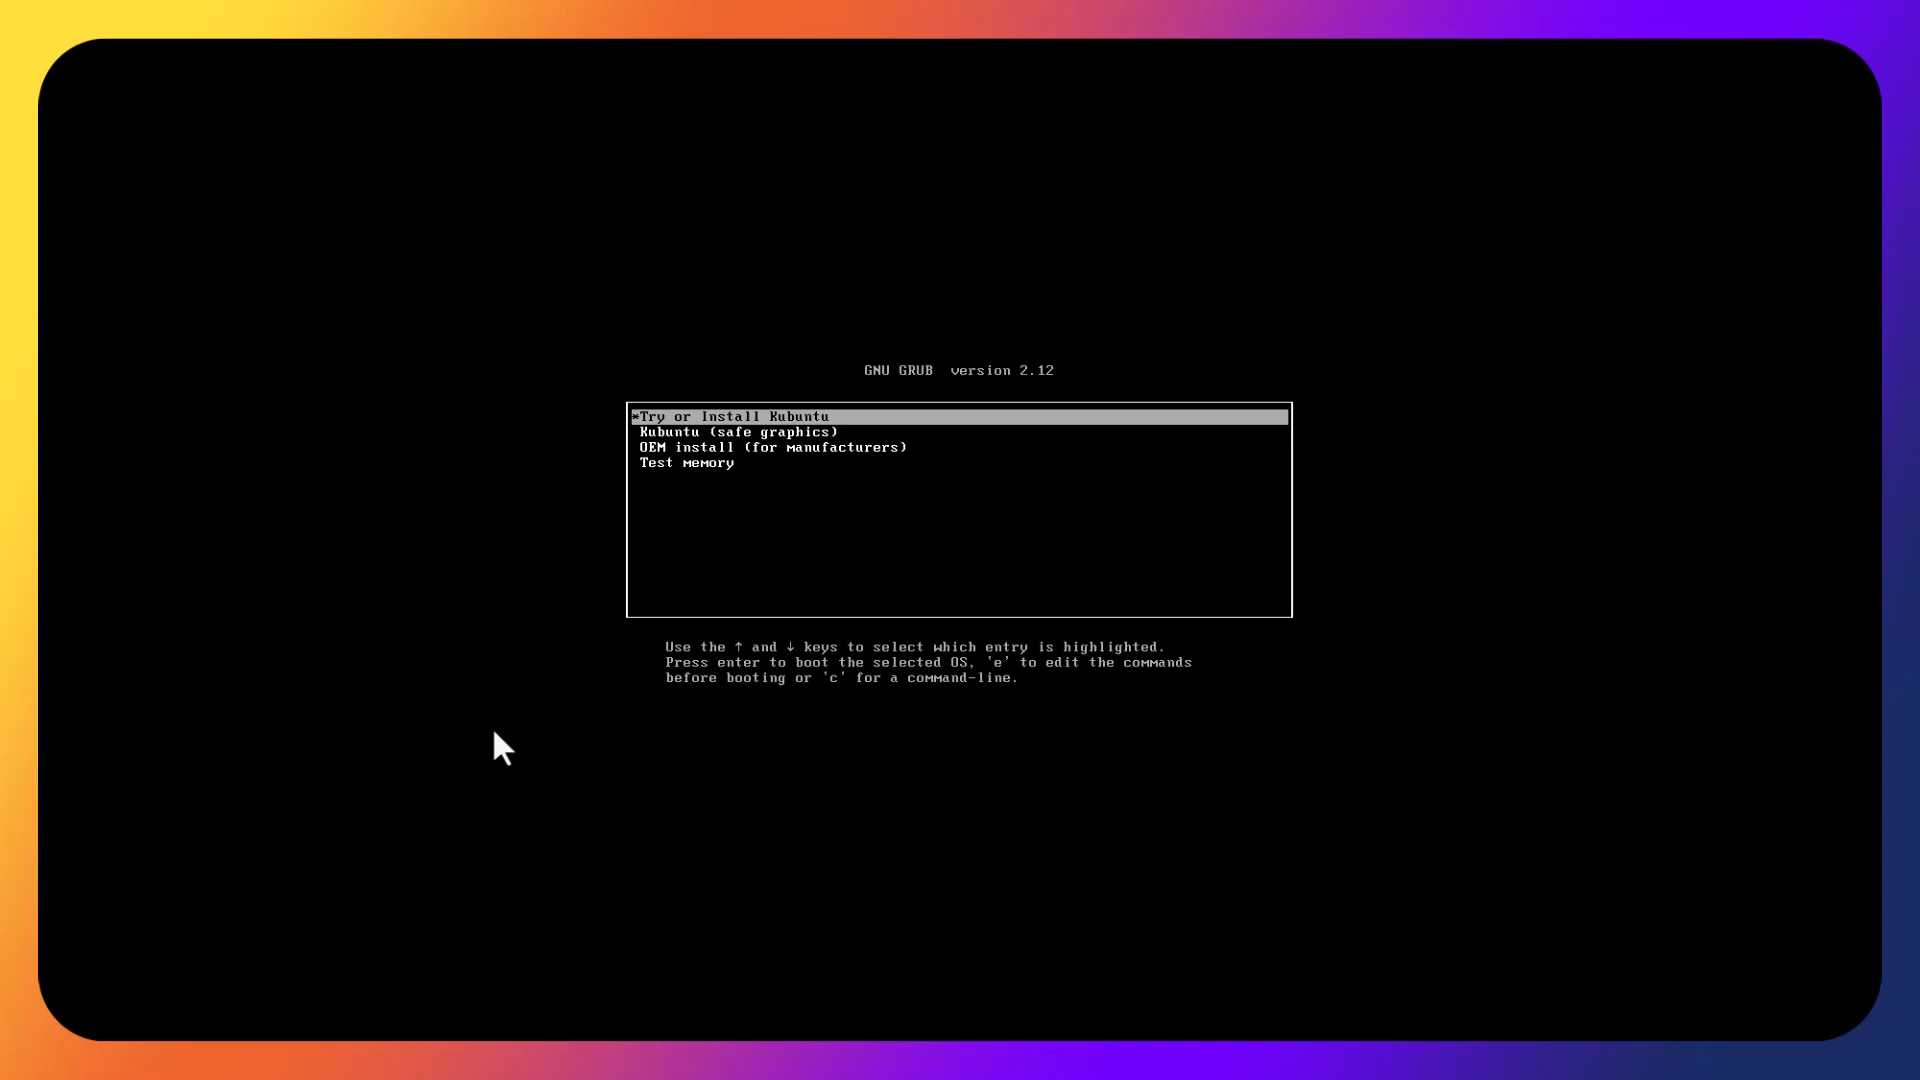 GNU GRUB  version 2.12
*Try or Install Kubuntu
Kubuntu (safe graphics)
OEM install (for manufacturers)
Test memory
Use the ↑ and ↓ keys to select which entry is highlighted.
Press enter to boot the selected OS, `e' to edit the commands
before booting or `c' for a command-line.